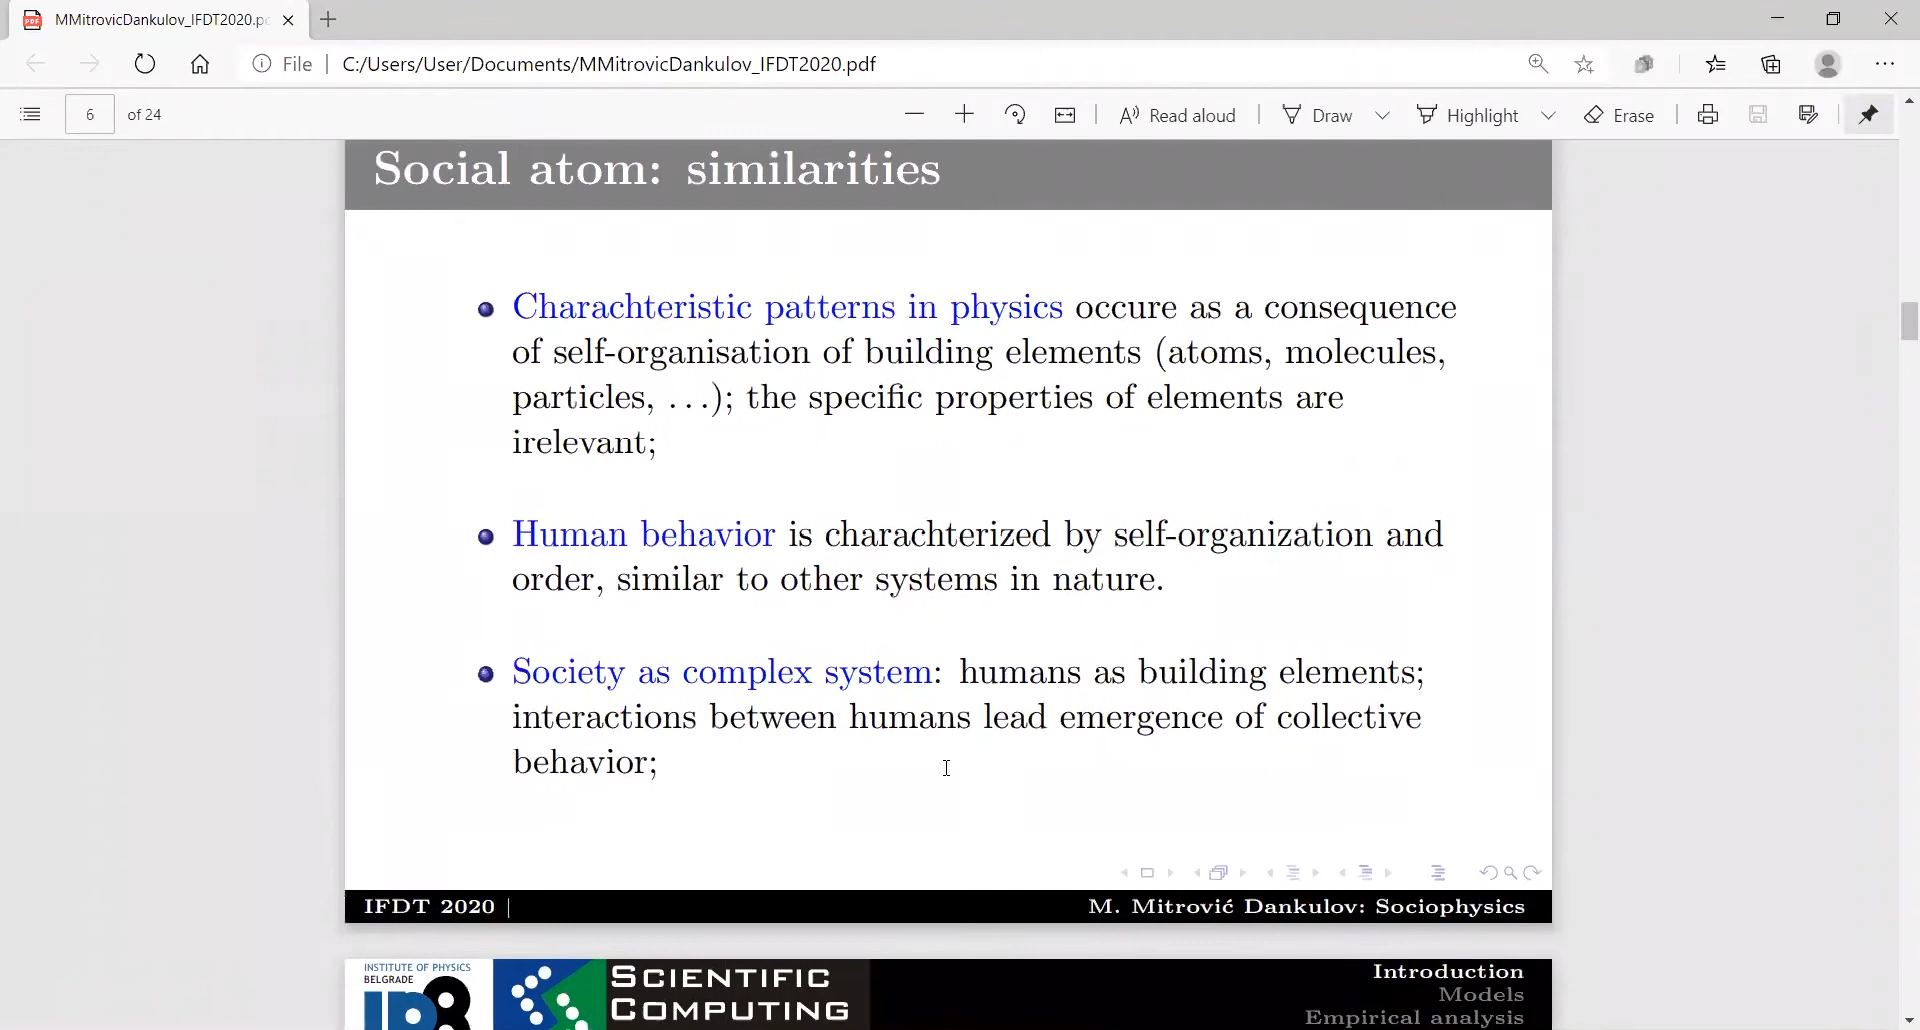 MMitrovicDankulov_IFDT2020.p
File
C:/Users/User/Documents/MMitrovicDankulov_IFDT2020.pdf
6 of 24
Read aloud
Draw
Highlight
Erase
Social atom: similarities
Charachteristic patterns in physics occure as a consequence
of self-organisation of building elements (atoms, molecules,
particles, ...); the specific properties of elements are
irelevant;
Human behavior is charachterized by self-organization and
order, similar to other systems in nature.
Society as complex system: humans as building elements;
interactions between humans lead emergence of collective
behavior;
IFDT 2020 |
M. Mitrović Dankulov: Sociophysics
INSTITUTE OF PHYSICS
BELGRADE
SCIENTIFIC
COMPUTING
Introduction
Models
Empirical analysis